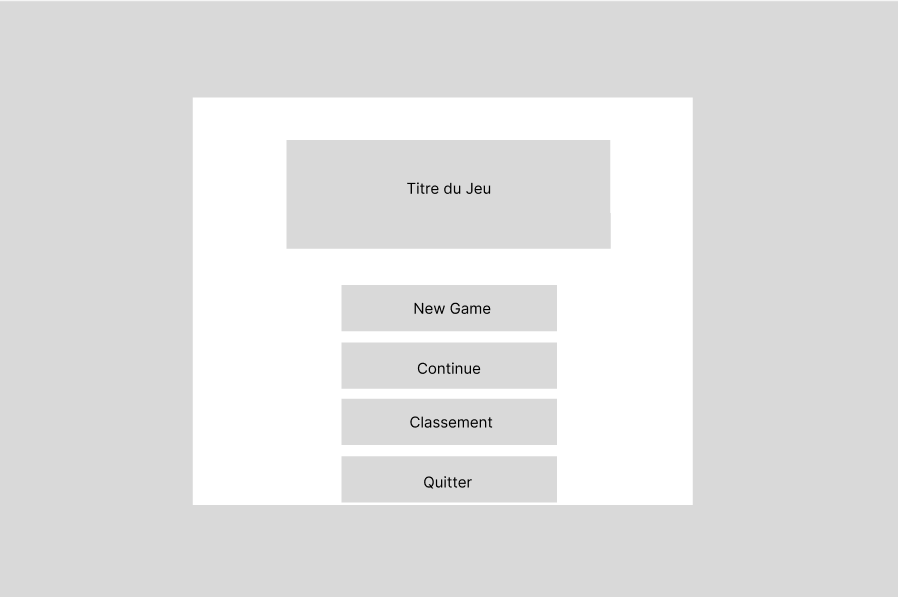 Titre du Jeu
New Game
Continue
Classement
Quitter